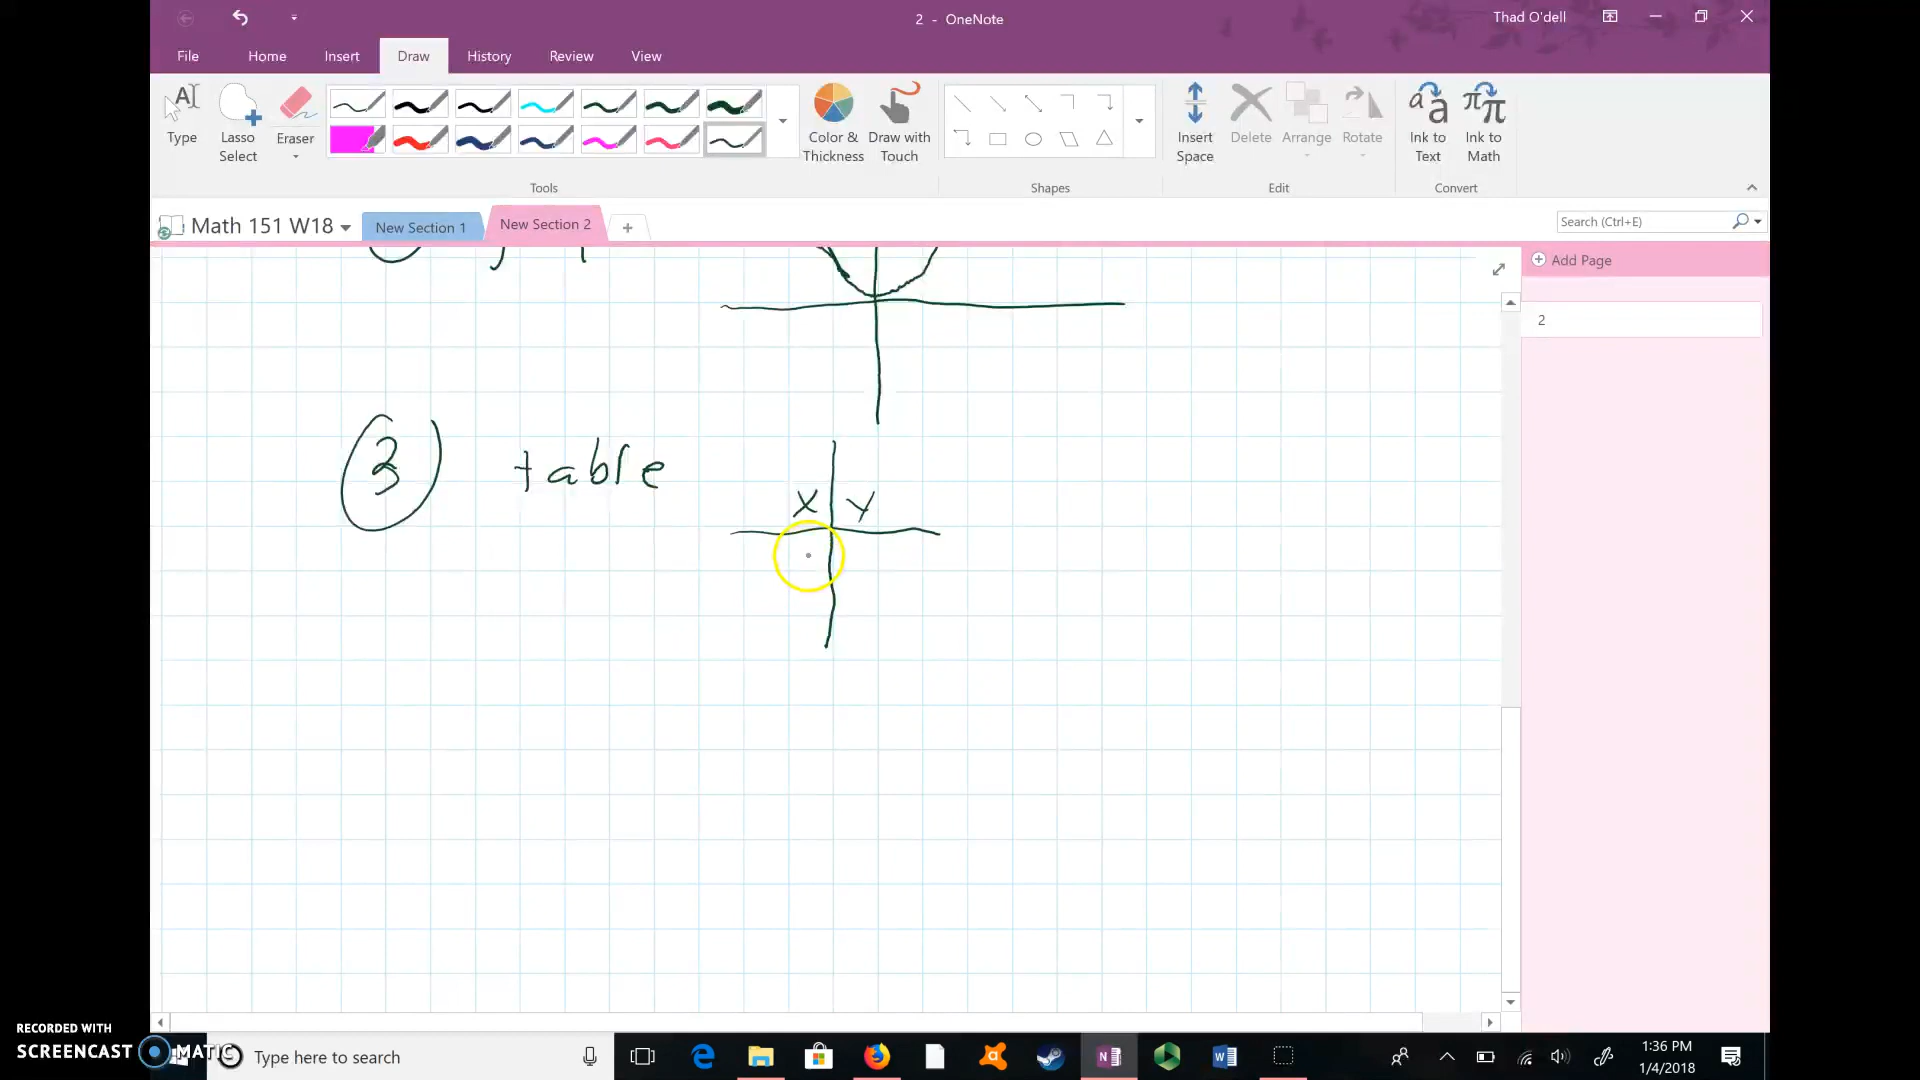 2 - OneNote
Thad O'dell
File Home Insert Draw History Review View
Type
Lasso Select
Eraser
Color & Thickness
Draw with Touch
Insert Space
Delete
Arrange
Rotate
Ink to Text
Ink to Math
Tools
Shapes
Edit
Convert
Math 151 W18
New Section 1
New Section 2
Search (Ctrl+E)
Add Page
2
3 table
x y
RECORDED WITH
SCREENCAST MATIC
Type here to search
1:36 PM
1/4/2018